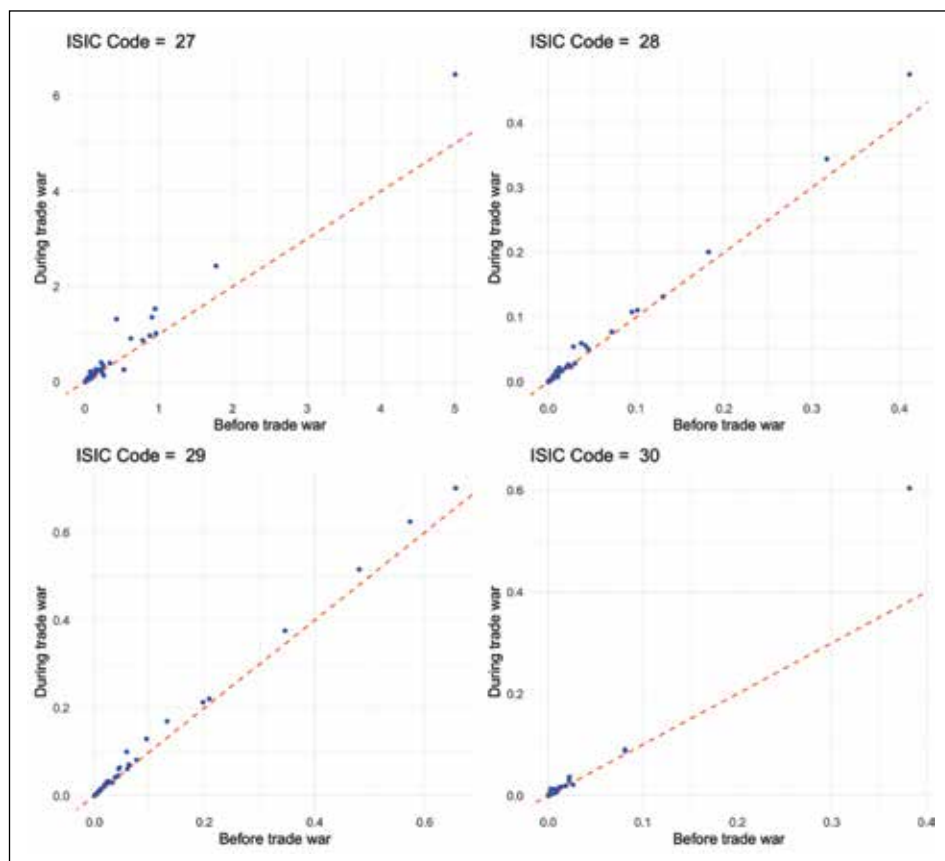 ISIC Code = 27
During trade war
6
4
2
0
0 1 2 3 4 5
Before trade war
ISIC Code = 28
During trade war
0.4
0.3
0.2
0.1
0.0
0.0 0.1 0.2 0.3 0.4
Before trade war
ISIC Code = 29
During trade war
0.6
0.4
0.2
0.0
0.0 0.2 0.4 0.6
Before trade war
ISIC Code = 30
During trade war
0.6
0.4
0.2
0.0
0.0 0.1 0.2 0.3 0.4
Before trade war